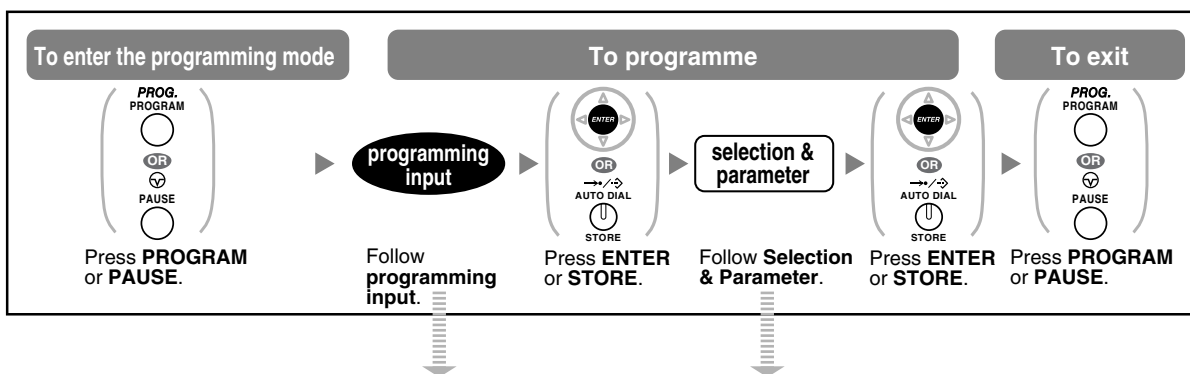 To enter the programming mode
To programme
To exit
PROG.
PROGRAM
OR
PAUSE
Press PROGRAM
or PAUSE.
programming
input
Follow
programming
input.
ENTER
OR
AUTO DIAL
STORE
Press ENTER
or STORE.
selection &
parameter
Follow Selection
& Parameter.
ENTER
OR
AUTO DIAL
STORE
Press ENTER
or STORE.
PROG.
PROGRAM
OR
PAUSE
Press PROGRAM
or PAUSE.